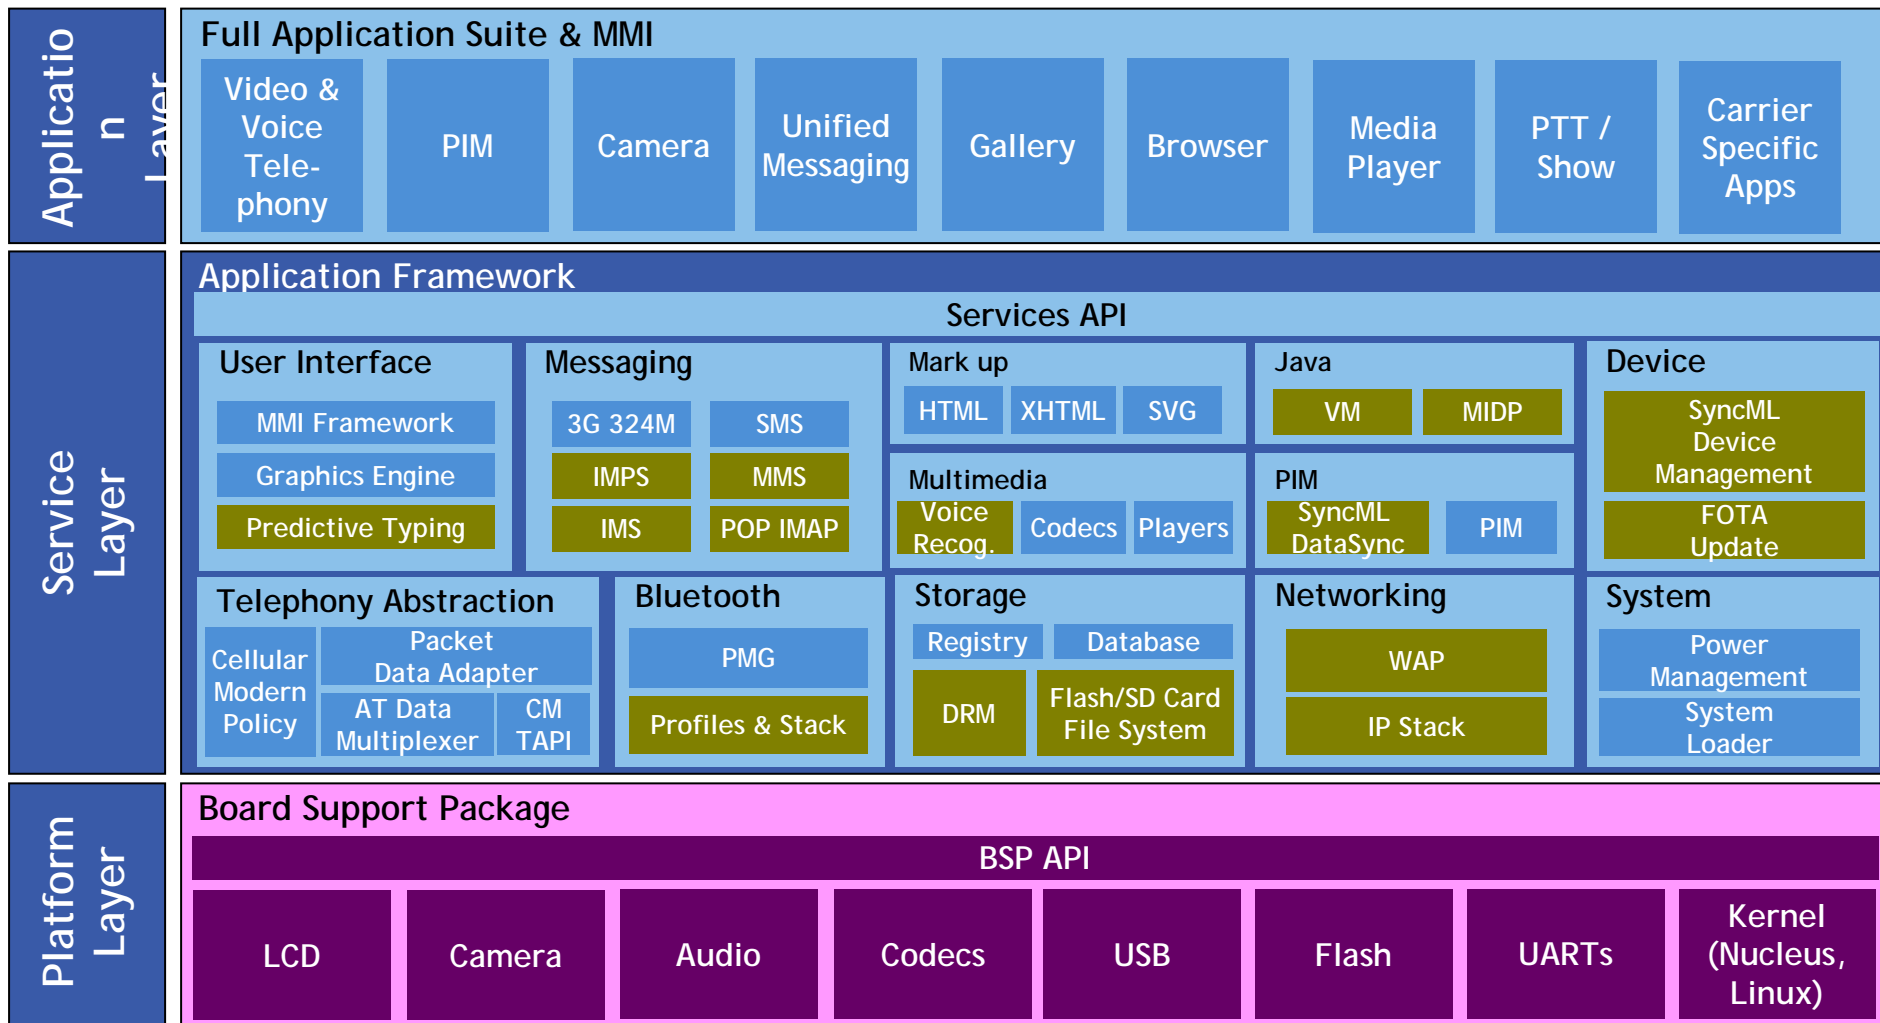 Applicatio
n
Layer
Full Application Suite & MMI
Video &
Voice
Tele-
phony
PIM
Camera
Unified
Messaging
Gallery
Browser
Media
Player
PTT /
Show
Carrier
Specific
Apps
Service
Layer
Application Framework
Services API
User Interface
MMI Framework
Graphics Engine
Predictive Typing
Messaging
3G 324M
SMS
IMPS
MMS
IMS
POP IMAP
Mark up
HTML
XHTML
SVG
Java
VM
MIDP
Device
SyncML
Device
Management
FOTA
Update
Multimedia
Voice
Recog.
Codecs
Players
PIM
SyncML
DataSync
PIM
Telephony Abstraction
Cellular
Modern
Policy
Packet
Data Adapter
AT Data
Multiplexer
CM
TAPI
Bluetooth
PMG
Profiles & Stack
Storage
Registry
Database
DRM
Flash/SD Card
File System
Networking
WAP
IP Stack
System
Power
Management
System
Loader
Platform
Layer
Board Support Package
BSP API
LCD
Camera
Audio
Codecs
USB
Flash
UARTs
Kernel
(Nucleus,
Linux)